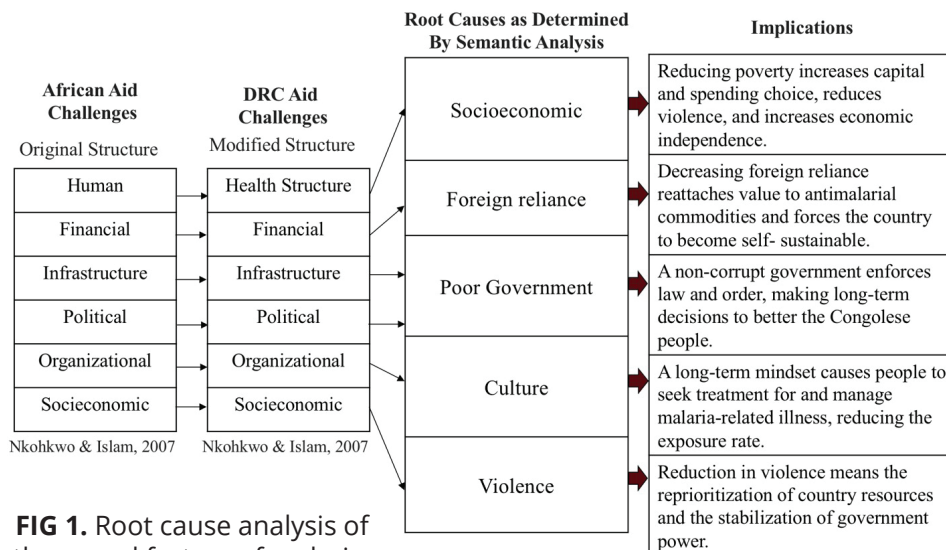 African Aid
Challenges
Original Structure
Human
Financial
Infrastructure
Political
Organizational
Socieconomic
Nkohkwo & Islam, 2007
DRC Aid
Challenges
Modified Structure
Health Structure
Financial
Infrastructure
Political
Organizational
Socieconomic
Nkohkwo & Islam, 2007
Root Causes as Determined
By Semantic Analysis
Socioeconomic
Foreign reliance
Poor Government
Culture
Violence
Implications
Reducing poverty increases capital
and spending choice, reduces
violence, and increases economic
independence.
Decreasing foreign reliance
reattaches value to antimalarial
commodities and forces the country
to become self- sustainable.
A non-corrupt government enforces
law and order, making long-term
decisions to better the Congolese
people.
A long-term mindset causes people to
seek treatment for and manage
malaria-related illness, reducing the
exposure rate.
Reduction in violence means the
reprioritization of country resources
and the stabilization of government
power.
FIG 1. Root cause analysis of